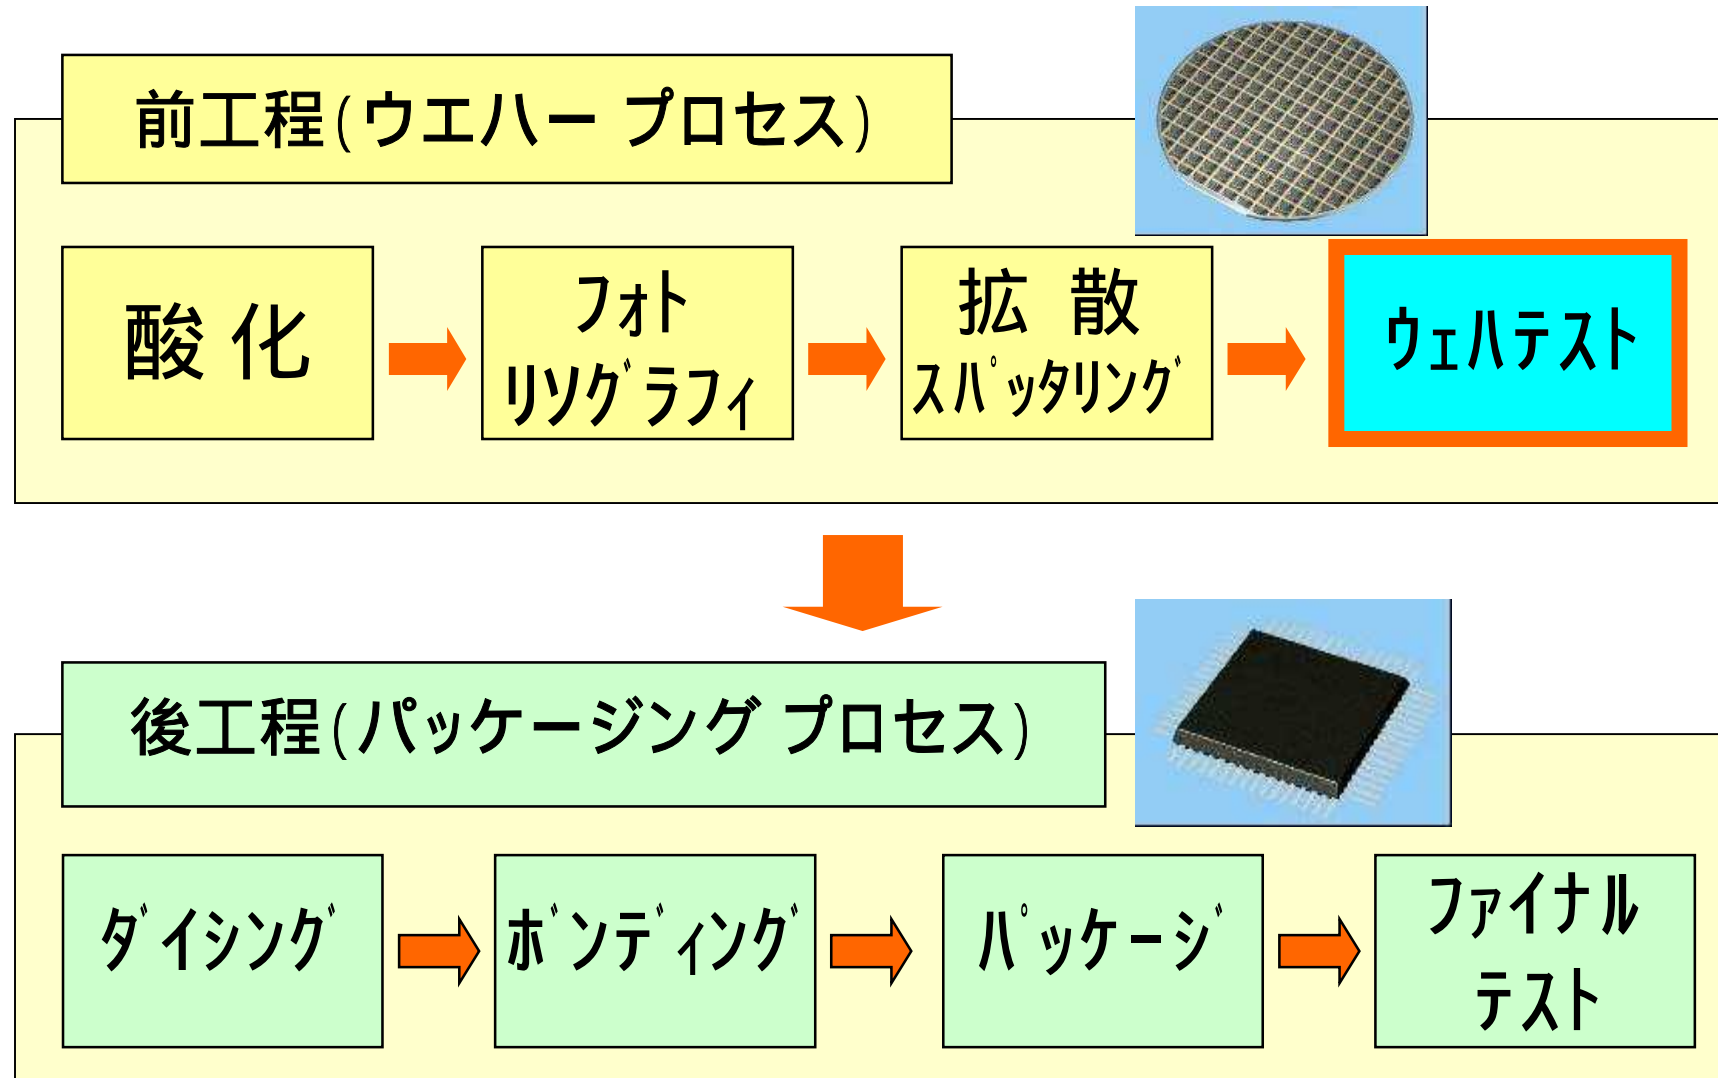 前工程(ウエハー プロセス)
酸 化
フォト
リソグラフィ
拡 散
スパッタリング
ウェハテスト
後工程(パッケージング プロセス)
ダイシング
ボンディング
パッケージ
ファイナル
テスト